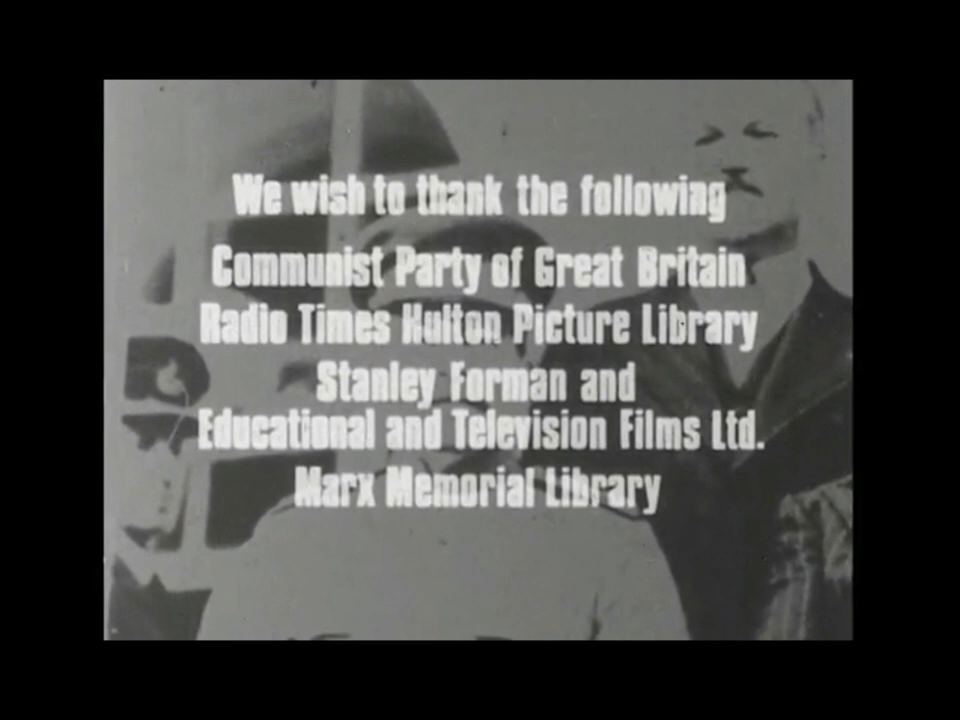 We wish to thank the following
Communist Party of Great Britain
Radio Times Hulton Picture Library
Stanley Forman and
Educational and Television Films Ltd.
Marx Memorial Library